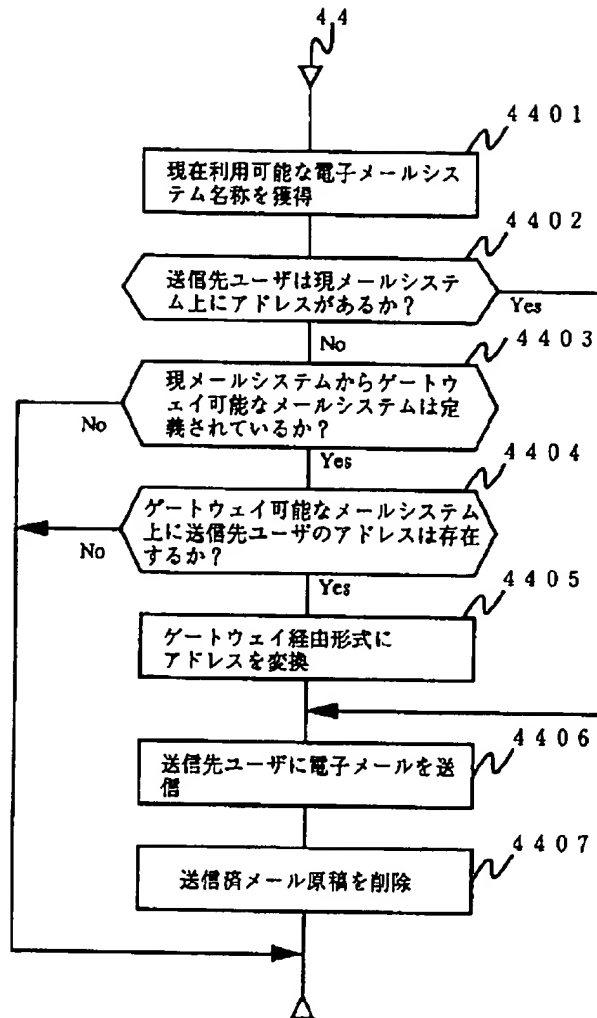 44
4401
現在利用可能な電子メールシス
テム名称を獲得
4402
送信先ユーザは現メールシステ
ム上にアドレスがあるか？
Yes
No
4403
現メールシステムからゲートウ
ェイ可能なメールシステムは定
義されているか？
No
Yes
4404
ゲートウェイ可能なメールシステム
上に送信先ユーザのアドレスは存在
するか？
No
Yes
4405
ゲートウェイ経由形式に
アドレスを変換
4406
送信先ユーザに電子メールを送
信
4407
送信済メール原稿を削除